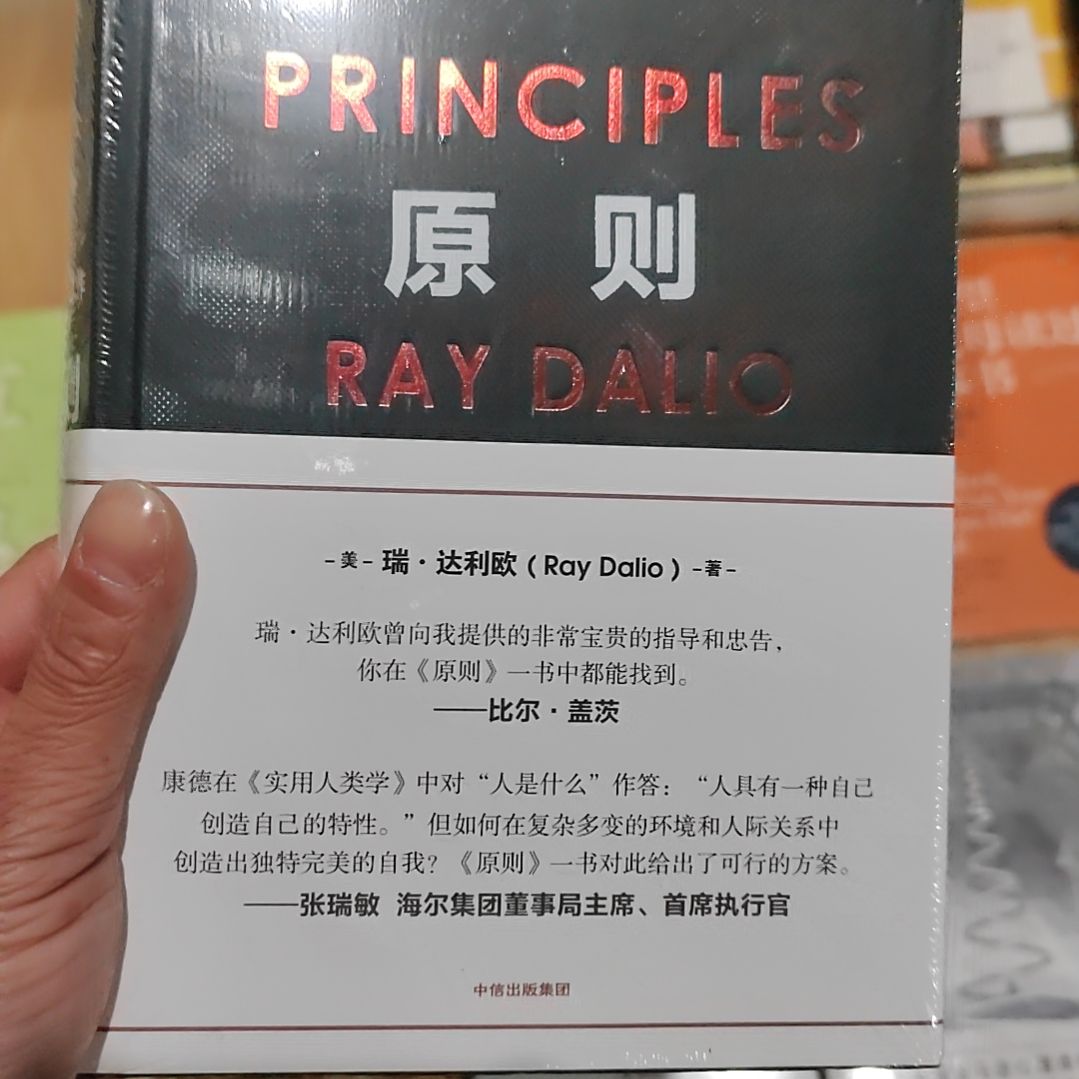 PRINCIPLES
原则
RAY DALIO
-美- 瑞·达利欧（Ray Dalio）-著-
瑞·达利欧曾向我提供的非常宝贵的指导和忠告，
你在《原则》一书中都能找到。
——比尔·盖茨
康德在《实用人类学》中对“人是什么”作答：“人具有一种自己
创造自己的特性。”但如何在复杂多变的环境和人际关系中
创造出独特完美的自我？《原则》一书对此给出了可行的方案。
——张瑞敏 海尔集团董事局主席、首席执行官
中信出版集团